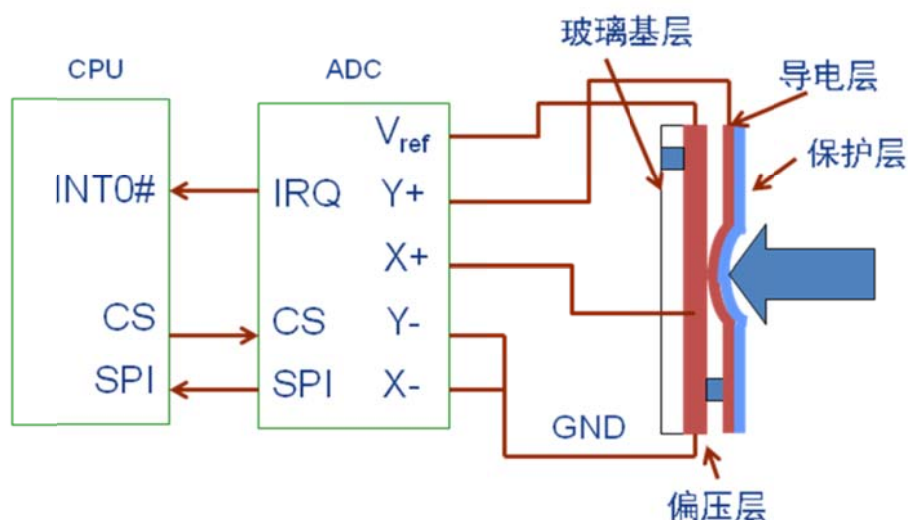 玻璃基层
CPU
ADC
导电层
V_ref
保护层
INT0#
IRQ
Y+
X+
CS
CS
Y-
SPI
SPI
X-
GND
偏压层